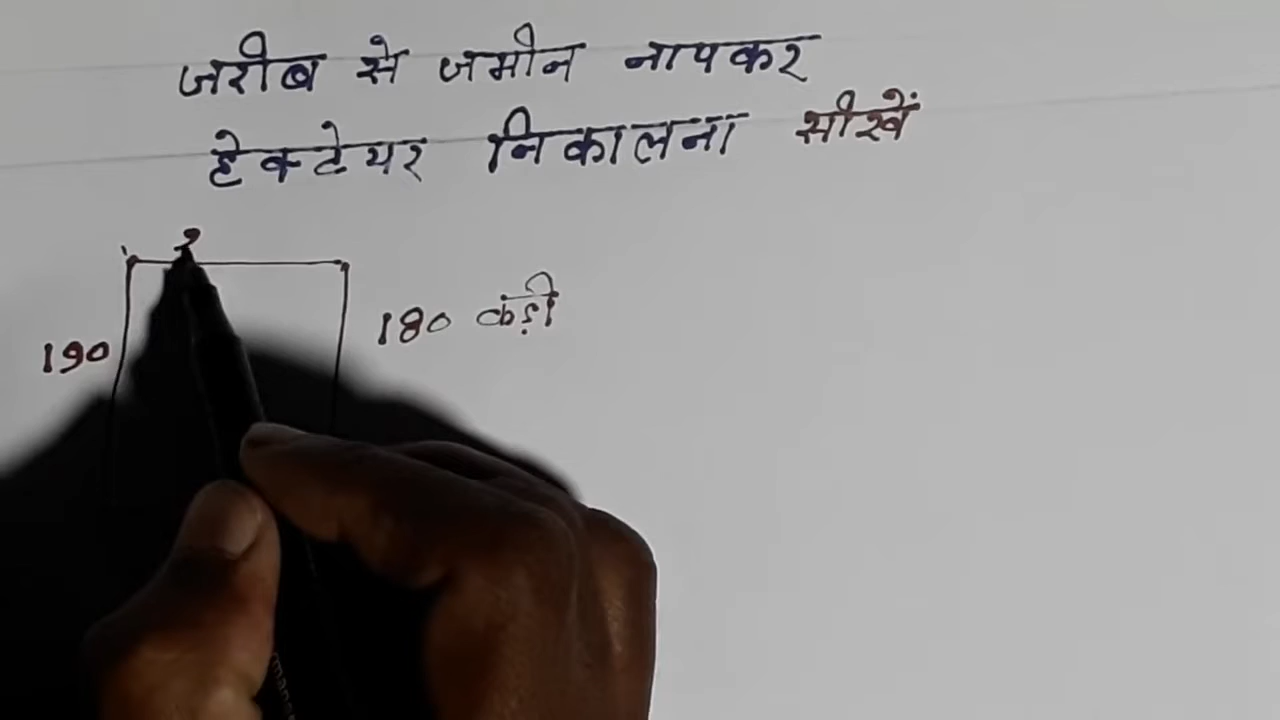 जरीब से जमीन नापकर
हेक्टेयर निकालना सीखें
190
180 कड़ी